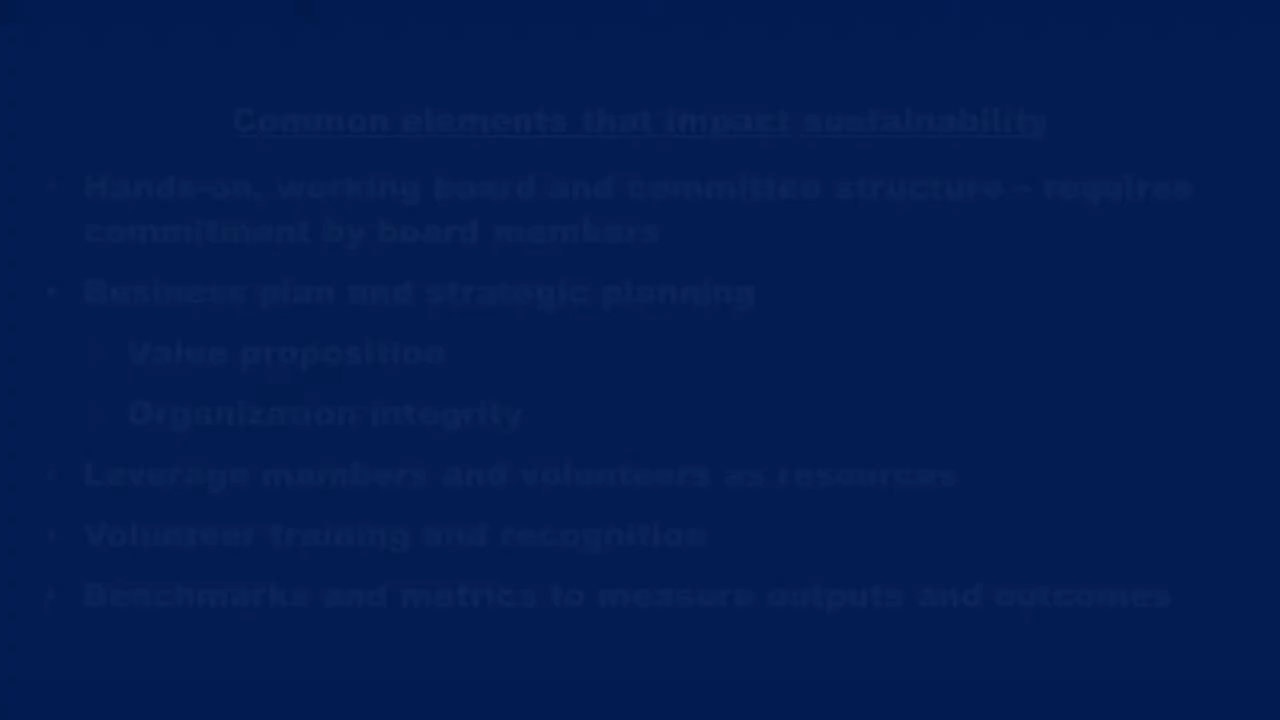 Common elements that impact sustainability
• Hands-on, working board and committee structure – requires
commitment by board members
• Business plan and strategic planning
Value proposition
Organization integrity
• Leverage members and volunteers as resources
• Volunteer training and recognition
• Benchmarks and metrics to measure outputs and outcomes